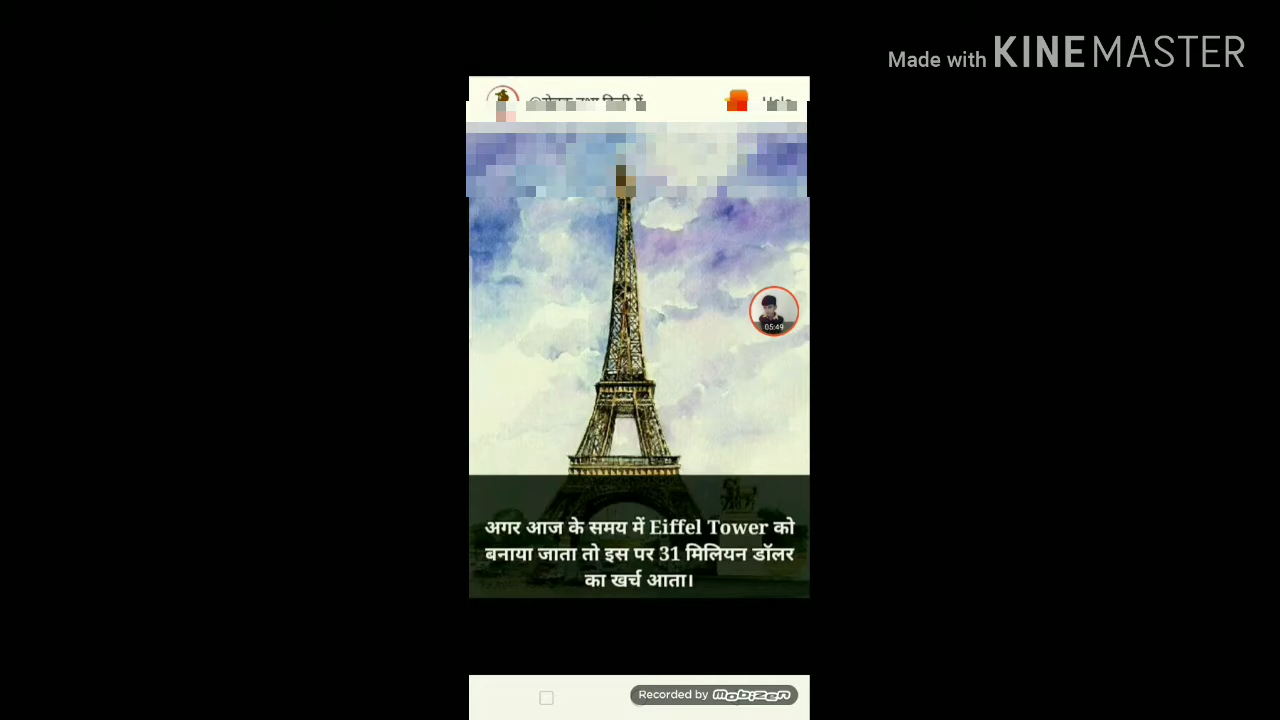 Made with KINEMASTER
05:49
अगर आज के समय में Eiffel Tower को
बनाया जाता तो इस पर 31 मिलियन डॉलर
का खर्च आता।
Recorded by mobizen